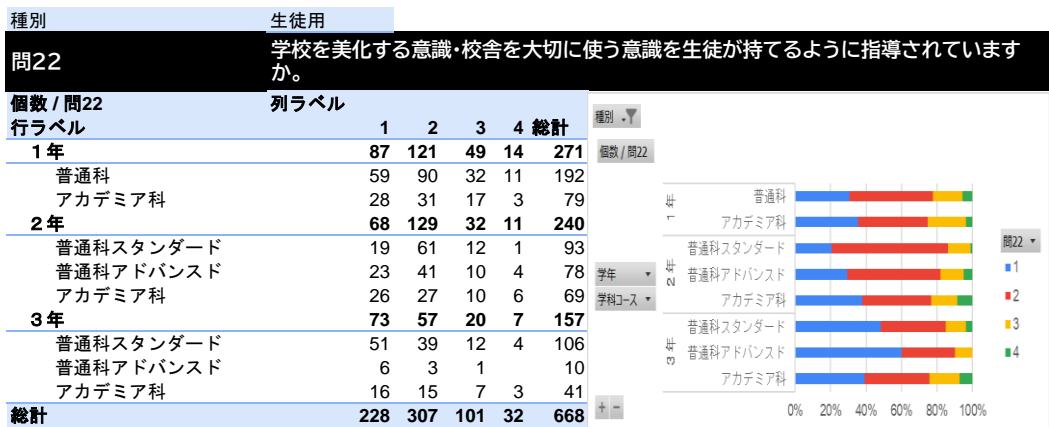 種別 生徒用
問22 学校を美化する意識・校舎を大切に使う意識を生徒が持てるように指導されています
か。
個数 / 問22 列ラベル
行ラベル 1 2 3 4 総計
1年 87 121 49 14 271
普通科 59 90 32 11 192
アカデミア科 28 31 17 3 79
2年 68 129 32 11 240
普通科スタンダード 19 61 12 1 93
普通科アドバンスド 23 41 10 4 78
アカデミア科 26 27 10 6 69
3年 73 57 20 7 157
普通科スタンダード 51 39 12 4 106
普通科アドバンスド 6 3 1 10
アカデミア科 16 15 7 3 41
総計 228 307 101 32 668
種別
個数 / 問22
学年
学科コース
1年
普通科
アカデミア科
2年
普通科スタンダード
普通科アドバンスド
アカデミア科
3年
普通科スタンダード
普通科アドバンスド
アカデミア科
0% 20% 40% 60% 80% 100%
問22
1
2
3
4
+ −